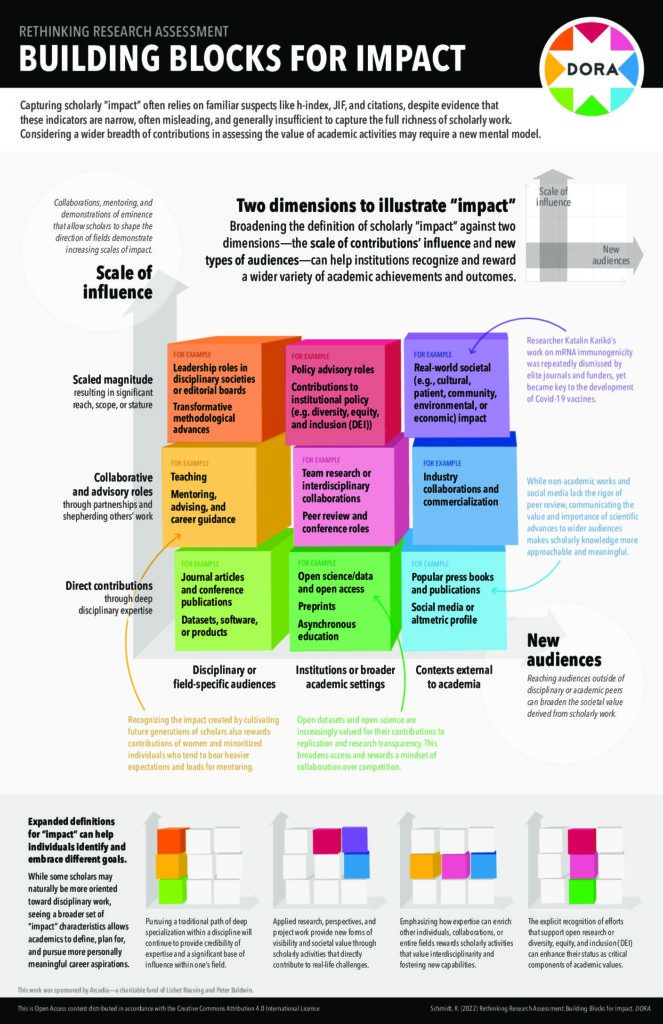 RETHINKING RESEARCH ASSESSMENT
BUILDING BLOCKS FOR IMPACT
DORA
Capturing scholarly “impact” often relies on familiar suspects like h-index, JIF, and citations, despite evidence that
these indicators are narrow, often misleading, and generally insufficient to capture the full richness of scholarly work.
Considering a wider breadth of contributions in assessing the value of academic activities may require a new mental model.
Collaborations, mentoring, and
demonstrations of eminence
that allow scholars to shape the
direction of fields demonstrate
increasing scales of impact.
Scale of
influence
Two dimensions to illustrate “impact”
Broadening the definition of scholarly “impact” against two
dimensions—the scale of contributions’ influence and new
types of audiences—can help institutions recognize and reward
a wider variety of academic achievements and outcomes.
Scale of
influence
New
audiences
Scaled magnitude
resulting in significant
reach, scope, or stature
FOR EXAMPLE
Leadership roles in
disciplinary societies
or editorial boards
Transformative
methodological
advances
FOR EXAMPLE
Policy advisory roles
Contributions to
institutional policy
(e.g. diversity, equity,
and inclusion (DEI))
FOR EXAMPLE
Real-world societal
(e.g., cultural,
patient, community,
environmental, or
economic) impact
Researcher Katalin Karikó’s
work on mRNA immunogenicity
was repeatedly dismissed by
elite journals and funders, yet
became key to the development
of Covid-19 vaccines.
Collaborative
and advisory roles
through partnerships and
shepherding others’ work
FOR EXAMPLE
Teaching
Mentoring,
advising, and
career guidance
FOR EXAMPLE
Team research or
interdisciplinary
collaborations
Peer review and
conference roles
FOR EXAMPLE
Industry
collaborations and
commercialization
While non-academic works and
social media lack the rigor of
peer review, communicating the
value and importance of scientific
advances to wider audiences
makes scholarly knowledge more
approachable and meaningful.
Direct contributions
through deep
disciplinary expertise
FOR EXAMPLE
Journal articles
and conference
publications
Datasets, software,
or products
FOR EXAMPLE
Open science/data
and open access
Preprints
Asynchronous
education
FOR EXAMPLE
Popular press books
and publications
Social media or
altmetric profile
Disciplinary or
field-specific audiences
Institutions or broader
academic settings
Contexts external
to academia
New
audiences
Reaching audiences outside of
disciplinary or academic peers
can broaden the societal value
derived from scholarly work.
Recognizing the impact created by cultivating
future generations of scholars also rewards
contributions of women and minoritized
individuals who tend to bear heavier
expectations and loads for mentoring.
Open datasets and open science are
increasingly valued for their contributions to
replication and research transparency. This
broadens access and rewards a mindset of
collaboration over competition.
Expanded definitions
for “impact” can help
individuals identify and
embrace different goals.
While some scholars may
naturally be more oriented
toward disciplinary work,
seeing a broader set of
“impact” characteristics allows
academics to define, plan for,
and pursue more personally
meaningful career aspirations.
Pursuing a traditional path of deep
specialization within a discipline will
continue to provide credibility of
expertise and a significant base of
influence within one’s field.
Applied research, perspectives, and
project work provide new forms of
visibility and societal value through
scholarly activities that directly
contribute to real-life challenges.
Emphasizing how expertise can enrich
other individuals, collaborations, or
entire fields rewards scholarly activities
that value interdisciplinarity and
fostering new capabilities.
The explicit recognition of efforts
that support open research or
diversity, equity, and inclusion (DEI)
can enhance their status as critical
components of academic values.
This work was sponsored by Arcadia—a charitable fund of Lisbet Rausing and Peter Baldwin.
This is Open Access content distributed in accordance with the Creative Commons Attribution 4.0 International License
Schmidt, R. (2022) Rethinking Research Assessment: Building Blocks for Impact. DORA.